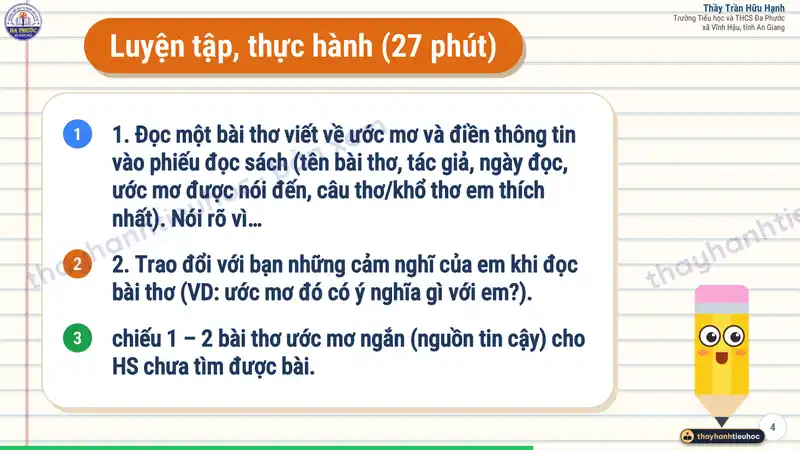 Thầy Trần Hữu Hạnh
Trường Tiểu học và THCS Đa Phước
xã Vĩnh Hậu, tỉnh An Giang
ĐA PHƯỚC
Luyện tập, thực hành (27 phút)
1
1. Đọc một bài thơ viết về ước mơ và điền thông tin
vào phiếu đọc sách (tên bài thơ, tác giả, ngày đọc,
ước mơ được nói đến, câu thơ/khổ thơ em thích
nhất). Nói rõ vì…
2
2. Trao đổi với bạn những cảm nghĩ của em khi đọc
bài thơ (VD: ước mơ đó có ý nghĩa gì với em?).
3
chiếu 1 – 2 bài thơ ước mơ ngắn (nguồn tin cậy) cho
HS chưa tìm được bài.
4
thayhanhtieuhoc